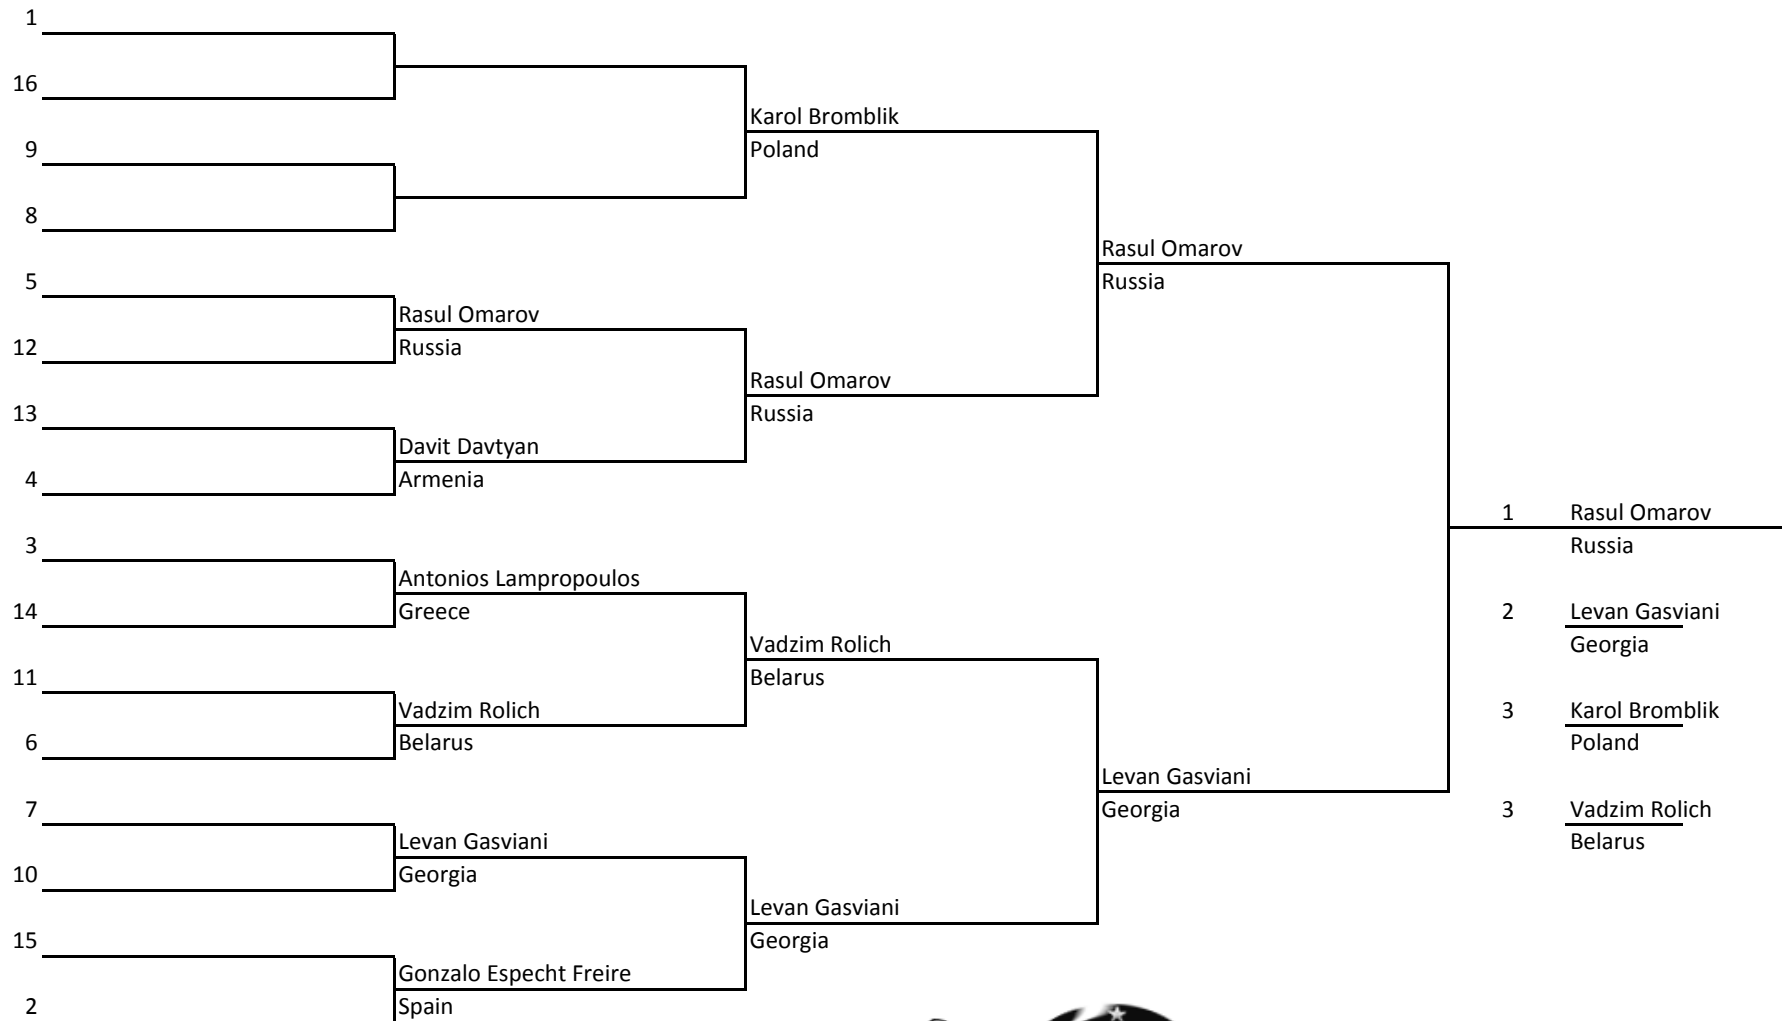 1
16
Karol Bromblik
9
Poland
8
Rasul Omarov
5
Russia
Rasul Omarov
12
Russia
Rasul Omarov
13
Russia
Davit Davtyan
4
Armenia
1 Rasul Omarov
3
Russia
Antonios Lampropoulos
14
Greece
2 Levan Gasviani
Vadzim Rolich
Georgia
11
Belarus
Vadzim Rolich
3 Karol Bromblik
6
Belarus
Poland
Levan Gasviani
7
Georgia
3 Vadzim Rolich
Levan Gasviani
Belarus
10
Georgia
Levan Gasviani
15
Georgia
Gonzalo Especht Freire
2
Spain